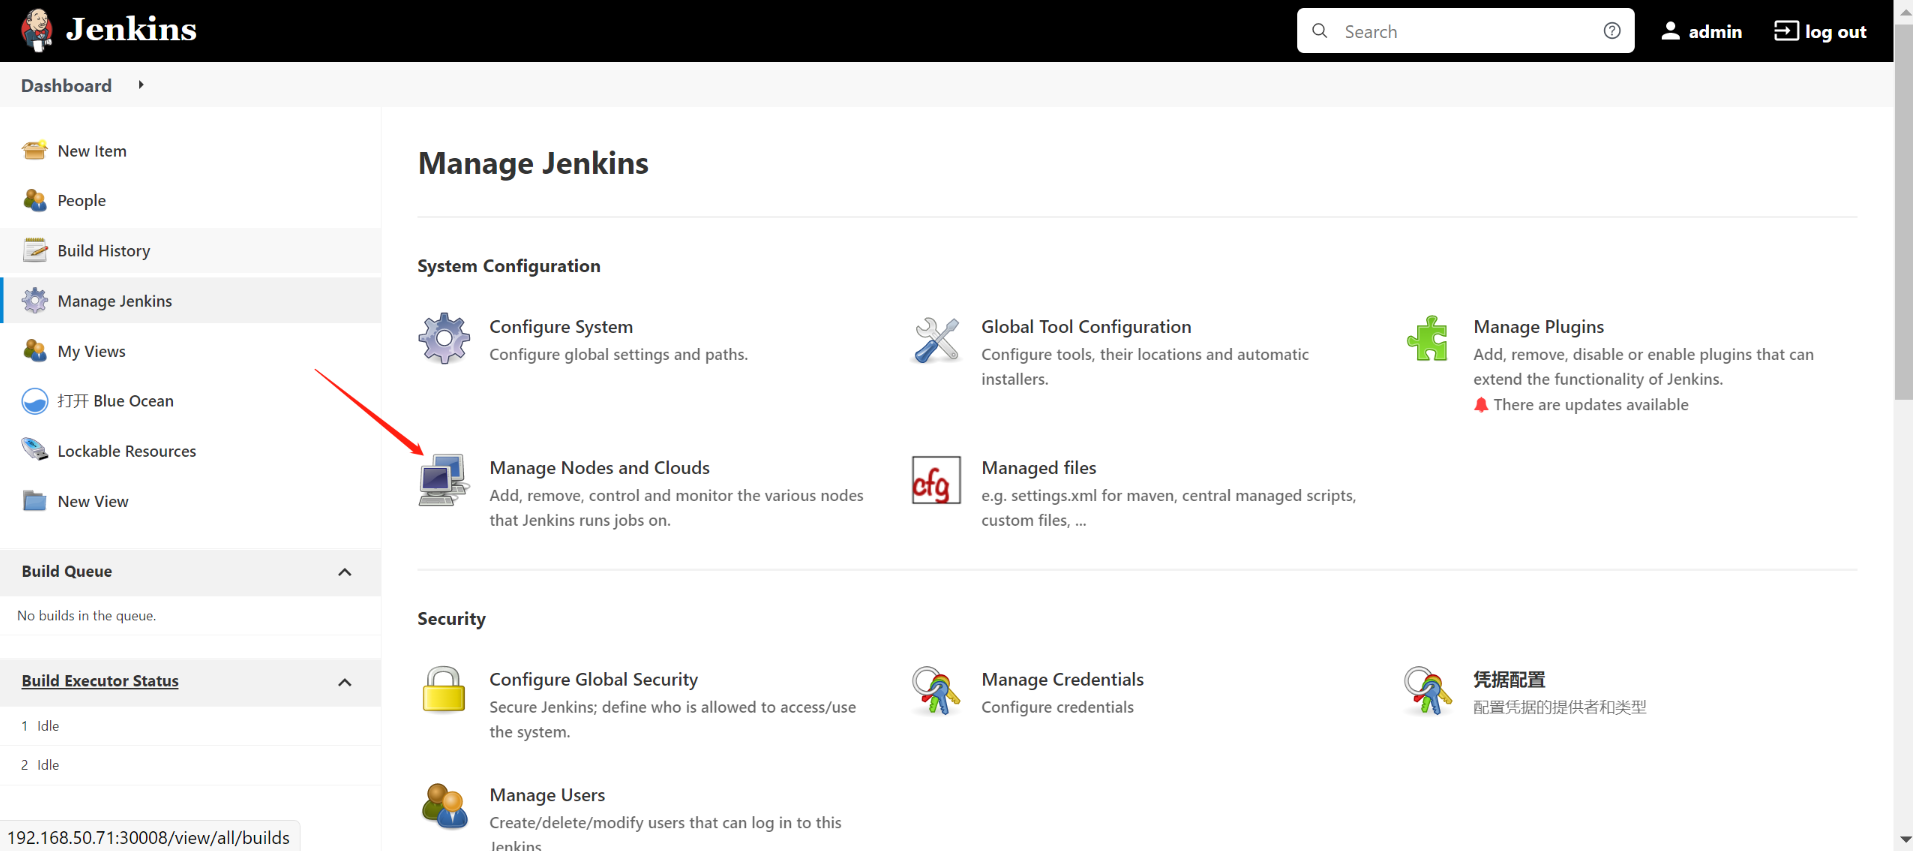 Jenkins
Search
admin
log out
Dashboard
New Item
People
Build History
Manage Jenkins
My Views
打开 Blue Ocean
Lockable Resources
New View
Build Queue
No builds in the queue.
Build Executor Status
1 Idle
2 Idle
192.168.50.71:30008/view/all/builds
Manage Jenkins
System Configuration
Configure System
Configure global settings and paths.
Global Tool Configuration
Configure tools, their locations and automatic
installers.
Manage Plugins
Add, remove, disable or enable plugins that can
extend the functionality of Jenkins.
There are updates available
Manage Nodes and Clouds
Add, remove, control and monitor the various nodes
that Jenkins runs jobs on.
cfg
Managed files
e.g. settings.xml for maven, central managed scripts,
custom files, ...
Security
Configure Global Security
Secure Jenkins; define who is allowed to access/use
the system.
Manage Credentials
Configure credentials
凭据配置
配置凭据的提供者和类型
Manage Users
Create/delete/modify users that can log in to this
Jenkins